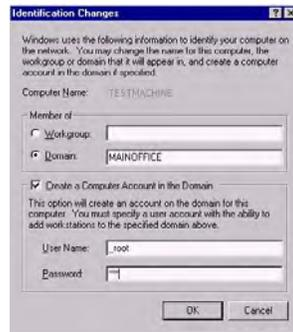 Identification Changes
Windows uses the following information to identify your computer on
the network. You may change the name for this computer, the
workgroup or domain that it will appear in, and create a computer
account in the domain if specified.
Computer Name: TESTMACHINE
Member of
Workgroup:
Domain: MAINOFFICE
Create a Computer Account in the Domain
This option will create an account on the domain for this
computer. You must specify a user account with the ability to
add workstations to the specified domain above.
User Name: _root
Password: ****
OK Cancel